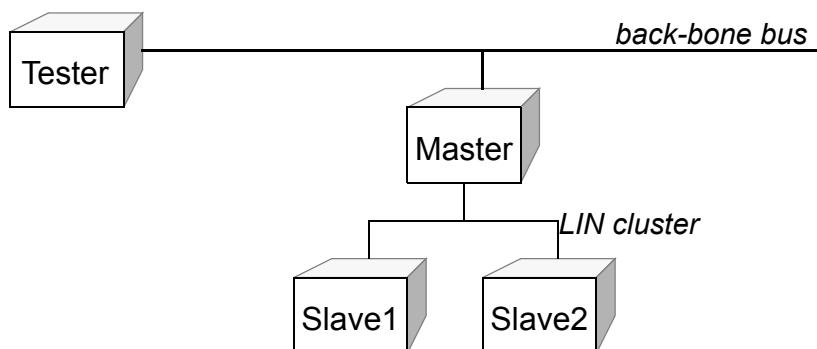 back-bone bus
Tester
Master
LIN cluster
Slave1
Slave2